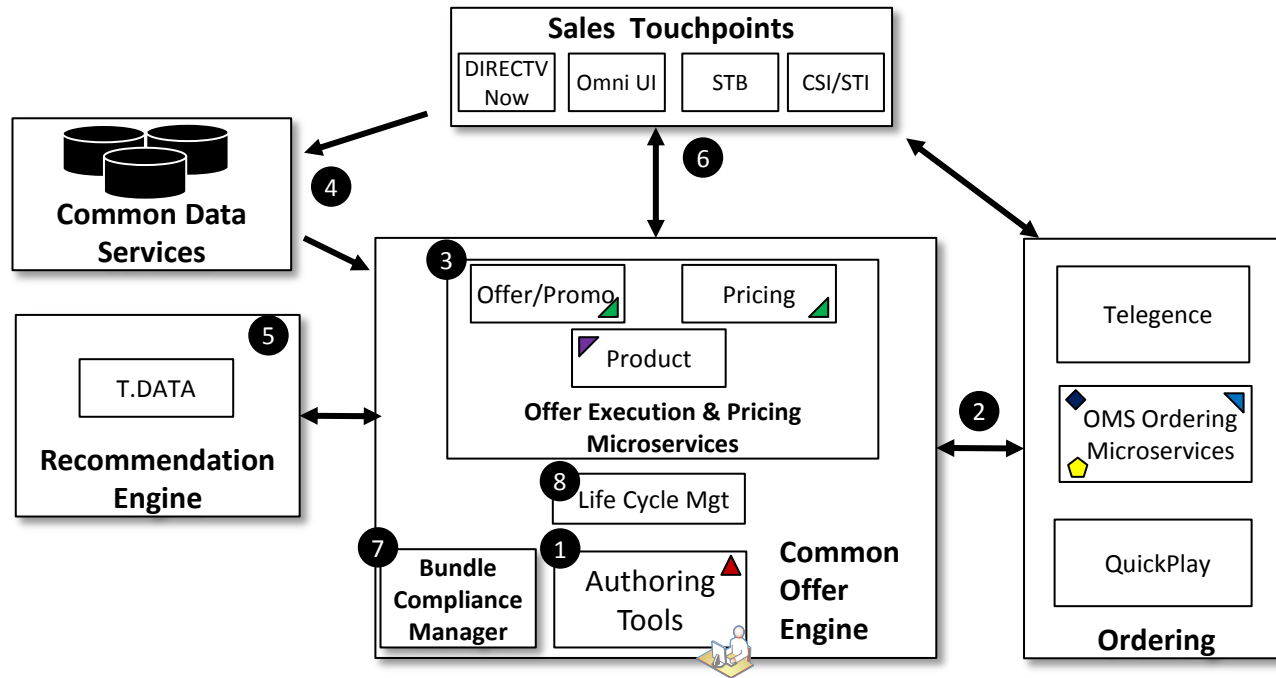 Sales Touchpoints
DIRECTV
Now
Omni UI
STB
CSI/STI
6
4
Common Data
Services
3
Offer/Promo
Pricing
Product
Offer Execution & Pricing
Microservices
8
Life Cycle Mgt
7
Bundle
Compliance
Manager
1
Authoring
Tools
Common
Offer
Engine
5
T.DATA
Recommendation
Engine
2
Telegence
OMS Ordering
Microservices
QuickPlay
Ordering